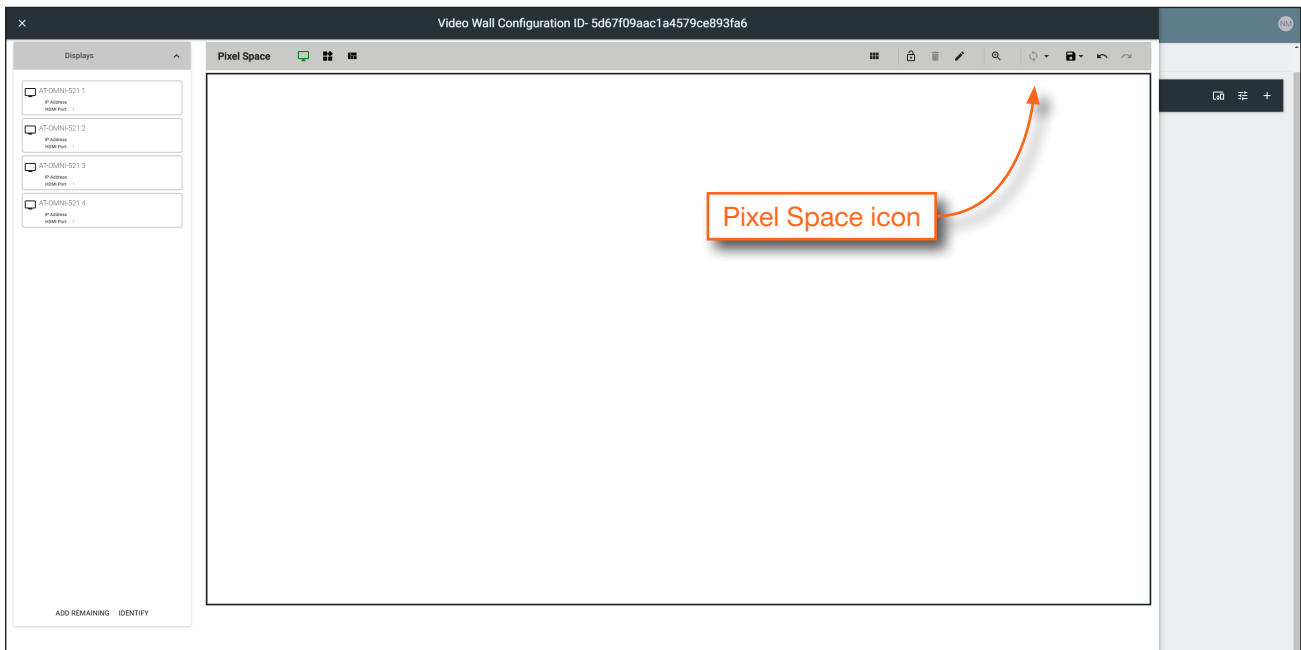 Video Wall Configuration ID- 5d67f09aac1a4579ce893fa6
NM
Displays
Pixel Space
AT-OMNI-521 1
IP Address
HDMI Port 1
AT-OMNI-521 2
IP Address
HDMI Port 1
AT-OMNI-521 3
IP Address
HDMI Port 1
AT-OMNI-521 4
IP Address
HDMI Port 1
Pixel Space icon
ADD REMAINING IDENTIFY